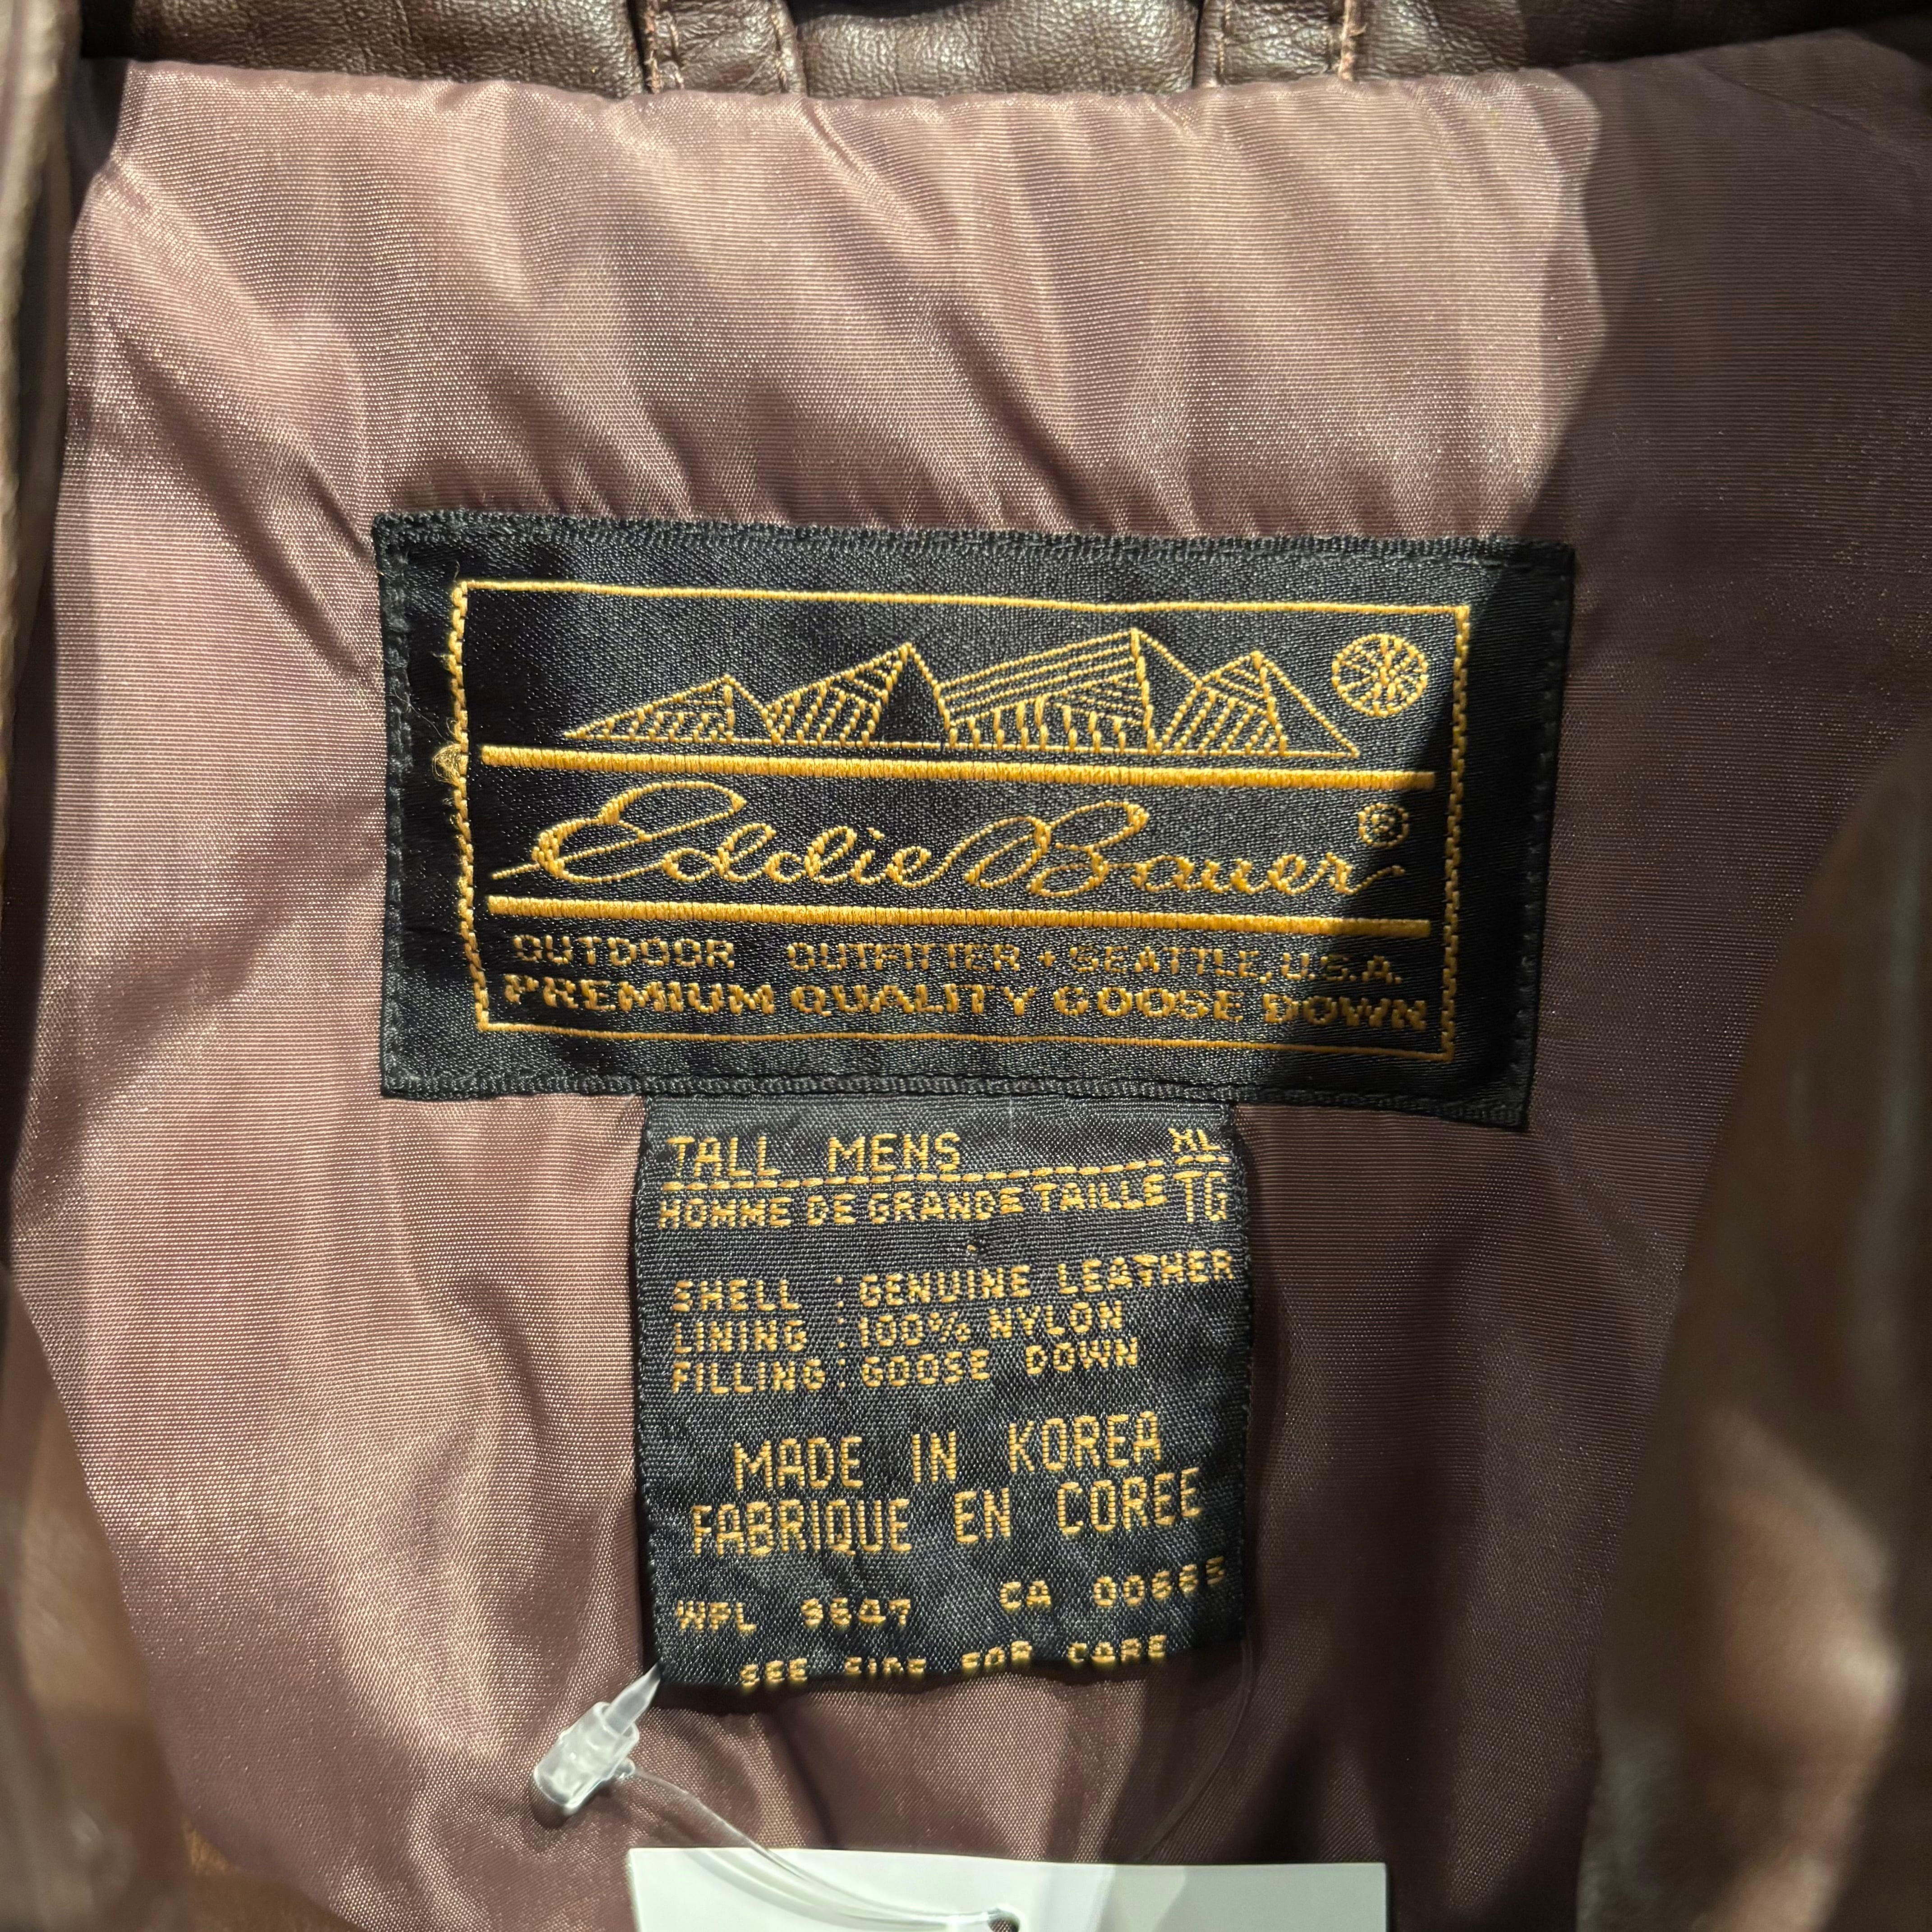 Eddie Bauer®
OUTDOOR OUTFITTER • SEATTLE, U.S.A.
PREMIUM QUALITY GOOSE DOWN
TALL MENS XL
HOMME DE GRANDE TAILLE TG
SHELL : GENUINE LEATHER
LINING : 100% NYLON
FILLING : GOOSE DOWN
MADE IN KOREA
FABRIQUE EN COREE
WPL 9647 CA
SEE SIDE FOR CARE